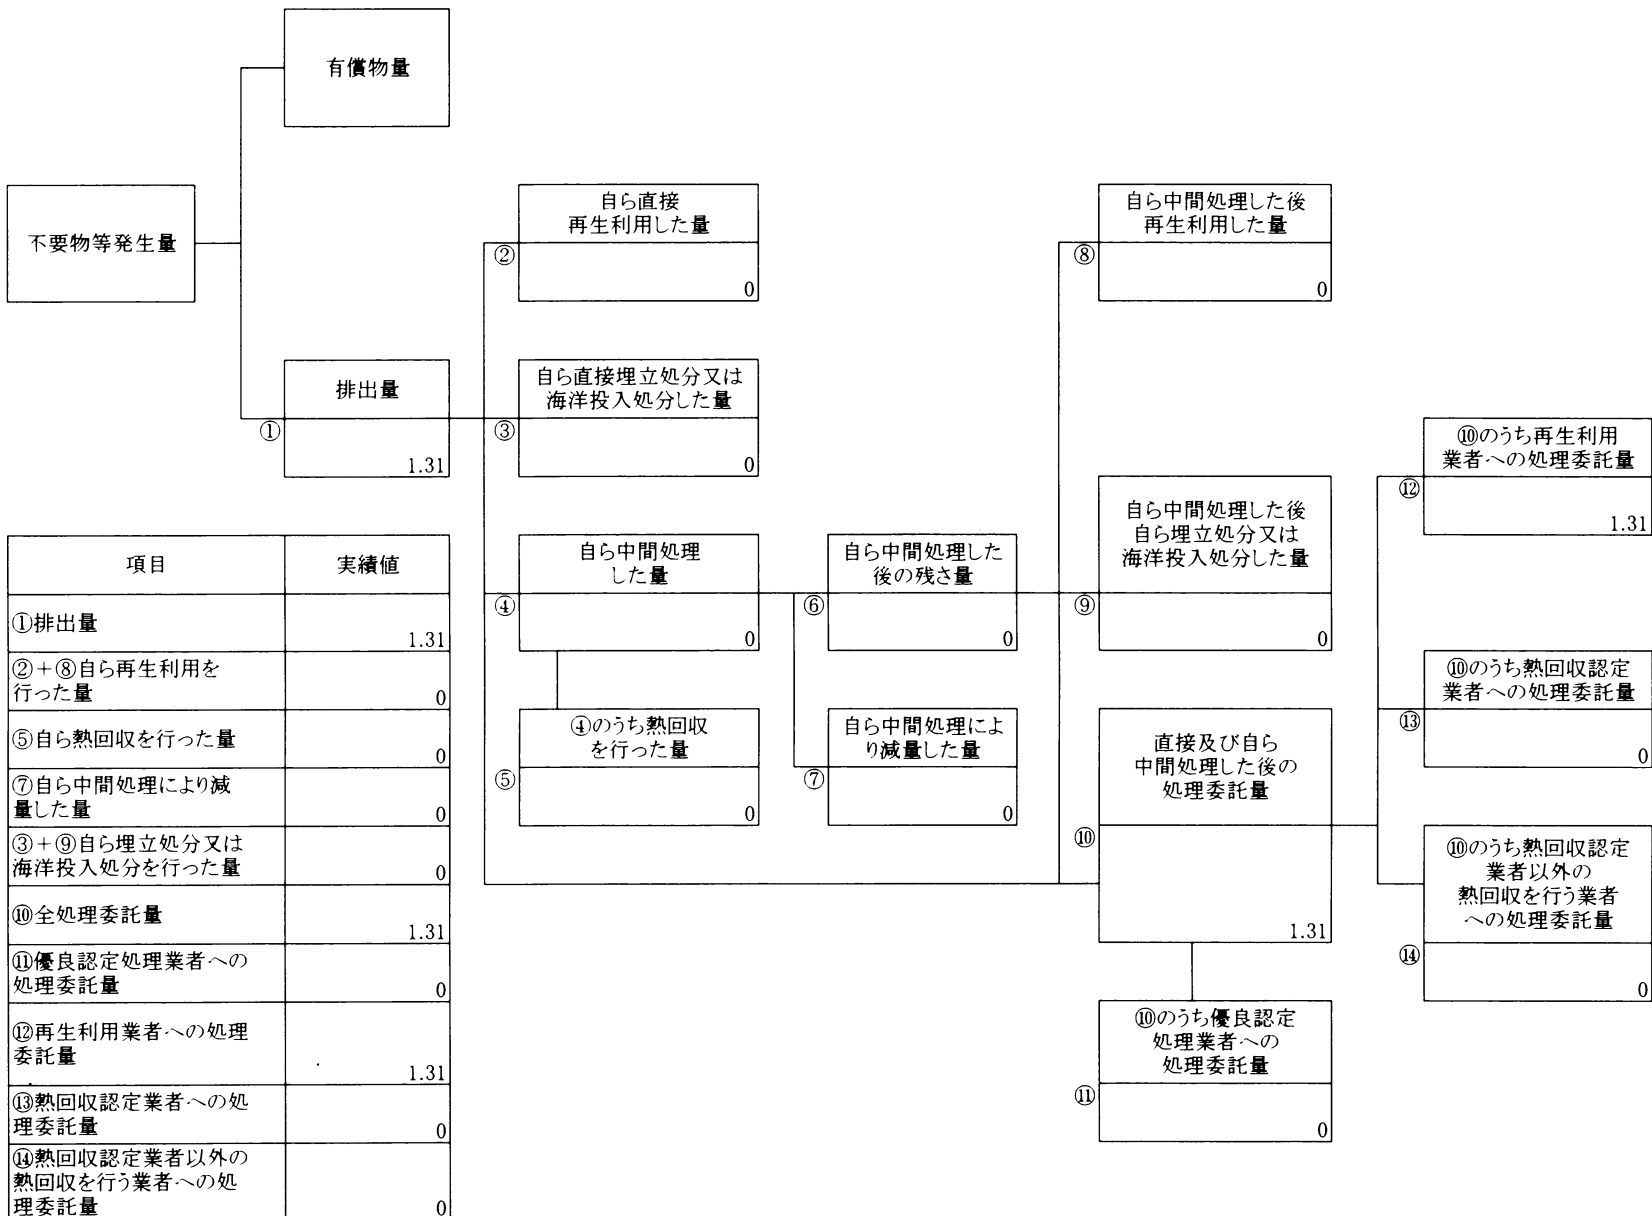 有償物量
不要物等発生量
自ら直接
再生利用した量
②
0
自ら中間処理した後
再生利用した量
⑧
0
排出量
①
1.31
自ら直接埋立処分又は
海洋投入処分した量
③
0
自ら中間処理
した量
④
0
自ら中間処理した
後の残さ量
⑥
0
自ら中間処理した後
自ら埋立処分又は
海洋投入処分した量
⑨
0
⑩のうち再生利用
業者への処理委託量
⑫
1.31
④のうち熱回収
を行った量
⑤
0
自ら中間処理によ
り減量した量
⑦
0
直接及び自ら
中間処理した後の
処理委託量
⑩
1.31
⑩のうち熱回収認定
業者への処理委託量
⑬
0
⑩のうち熱回収認定
業者以外の
熱回収を行う業者
への処理委託量
⑭
0
⑩のうち優良認定
処理業者への
処理委託量
⑪
0
項目 実績値
①排出量
1.31
②+⑧自ら再生利用を
行った量
0
⑤自ら熱回収を行った量
0
⑦自ら中間処理により減
量した量
0
③+⑨自ら埋立処分又は
海洋投入処分を行った量
0
⑩全処理委託量
1.31
⑪優良認定処理業者への
処理委託量
0
⑫再生利用業者への処理
委託量
1.31
⑬熱回収認定業者への処
理委託量
0
⑭熱回収認定業者以外の
熱回収を行う業者への処
理委託量
0